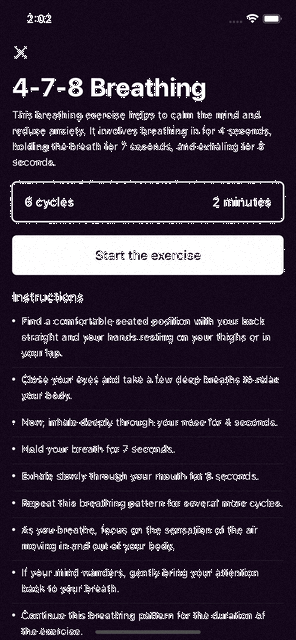 2:02
4-7-8 Breathing
This breathing exercise helps to calm the mind and
reduce anxiety. It involves breathing in for 4 seconds,
holding the breath for 7 seconds, and exhaling for 8
seconds.
6 cycles 2 minutes
Start the exercise
Instructions
• Find a comfortable seated position with your back
straight and your hands resting on your thighs or in
your lap.
• Close your eyes and take a few deep breaths to relax
your body.
• Now, inhale deeply through your nose for 4 seconds.
• Hold your breath for 7 seconds.
• Exhale slowly through your mouth for 8 seconds.
• Repeat this breathing pattern for several more cycles.
• As you breathe, focus on the sensation of the air
moving in and out of your body.
• If your mind wanders, gently bring your attention
back to your breath.
• Continue this breathing pattern for the duration of
the exercise.